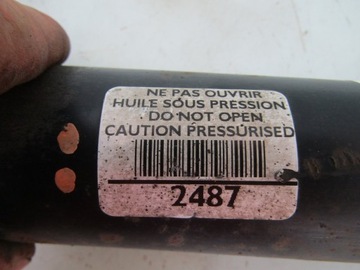 NE PAS OUVRIR
HUILE SOUS PRESSION
DO NOT OPEN
CAUTION PRESSURISED
2487